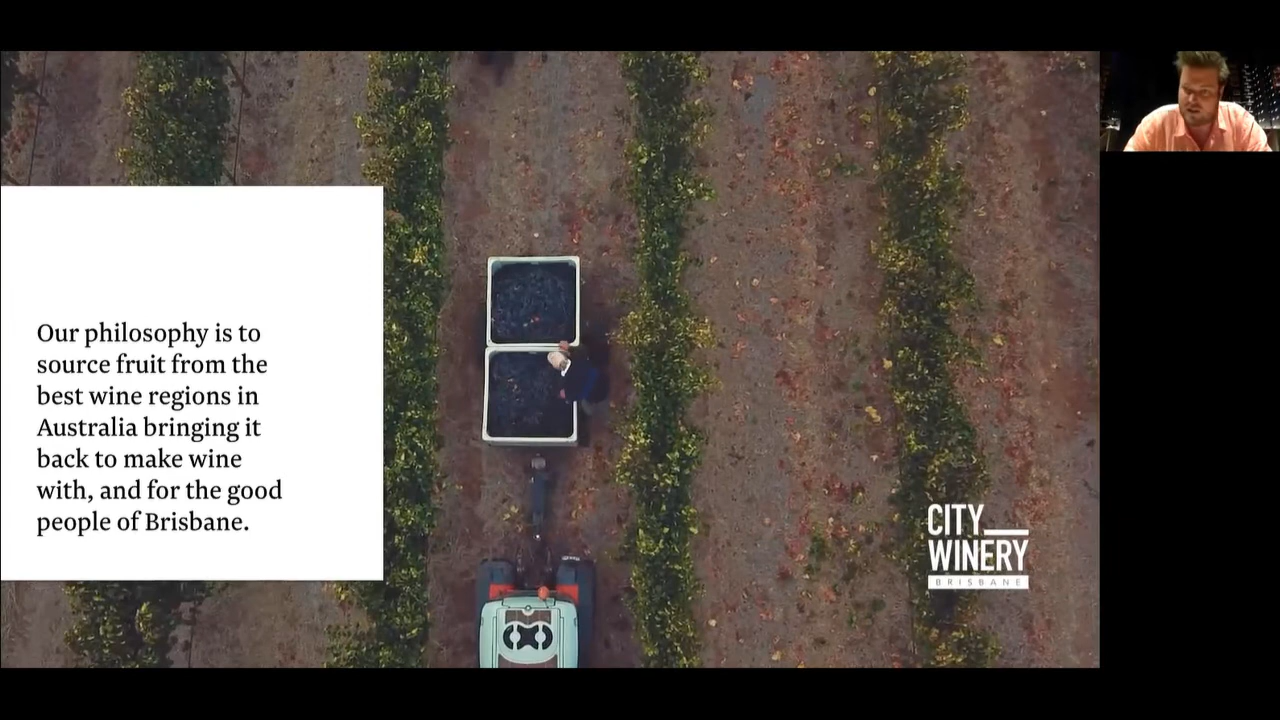 Our philosophy is to
source fruit from the
best wine regions in
Australia bringing it
back to make wine
with, and for the good
people of Brisbane.
CITY
WINERY
BRISBANE